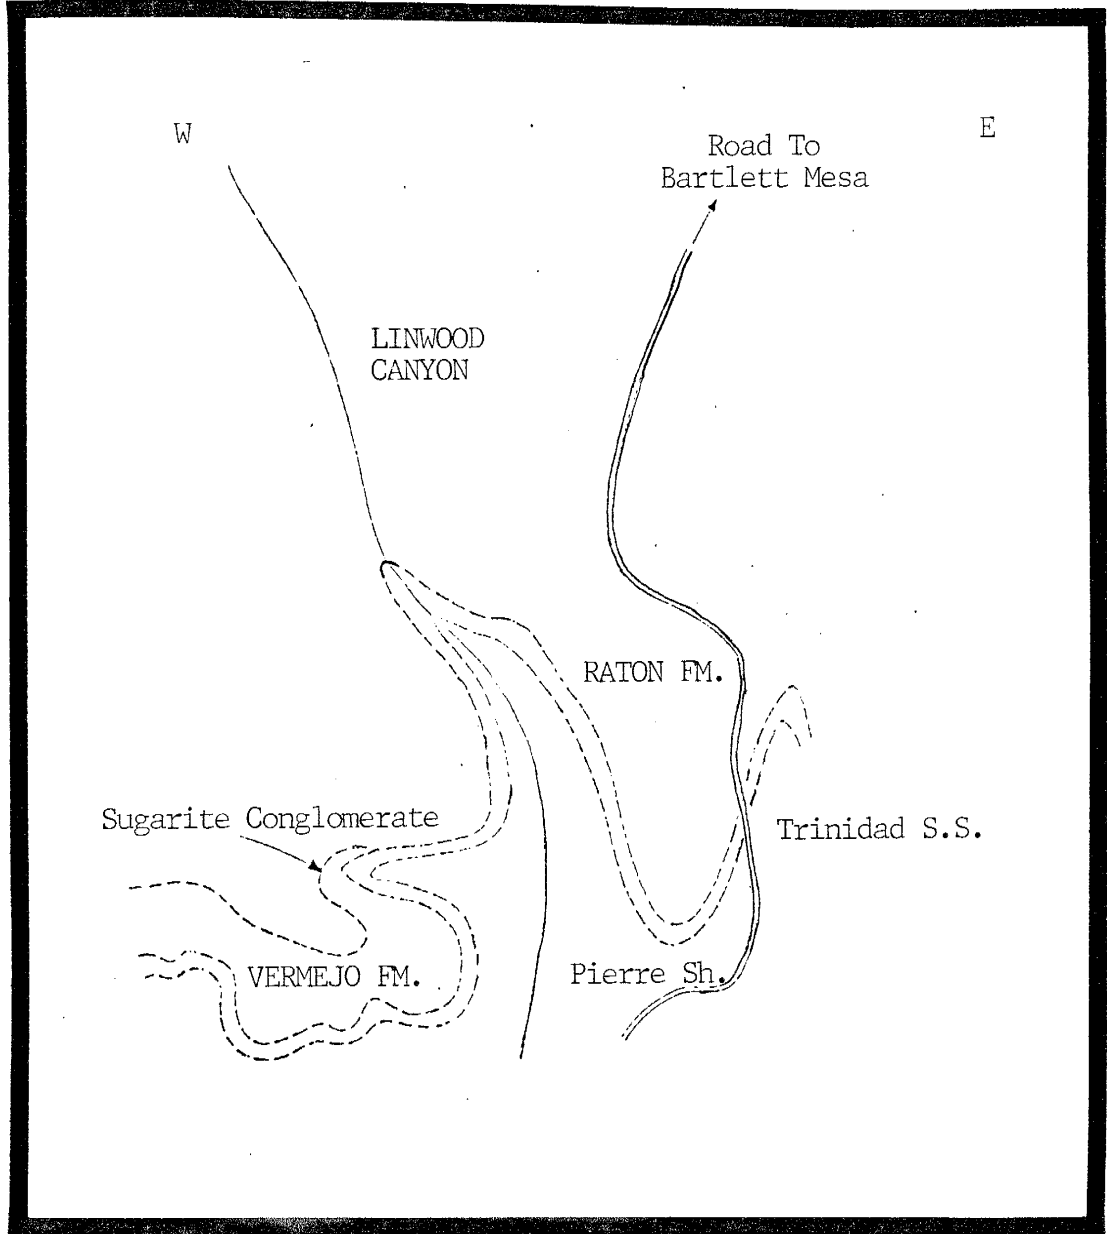 W
E
Road To
Bartlett Mesa
LINWOOD
CANYON
RATON FM.
Sugarite Conglomerate
Trinidad S.S.
VERMEJO FM.
Pierre Sh.